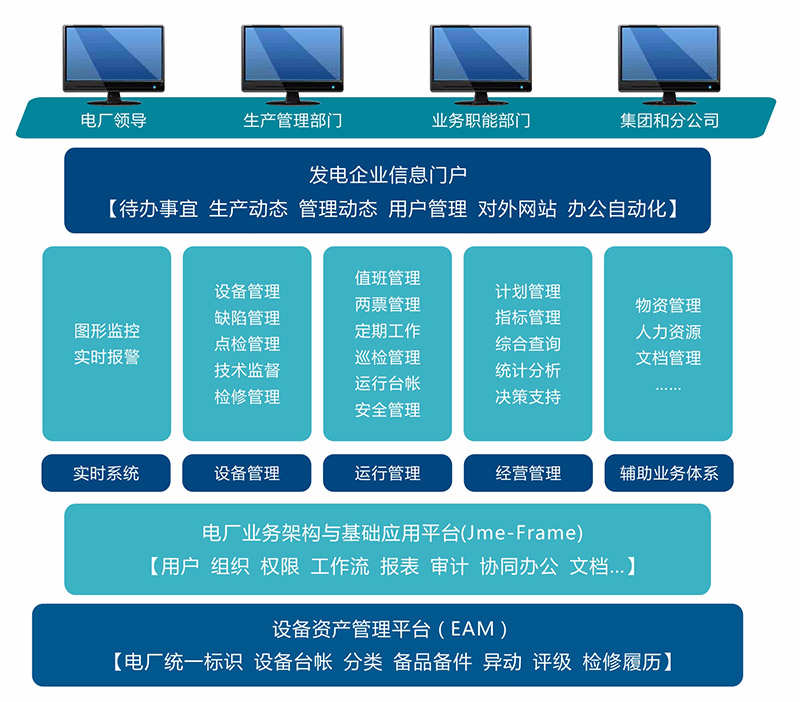 电厂领导
生产管理部门
业务职能部门
集团和分公司
发电企业信息门户
【待办事宜 生产动态 管理动态 用户管理 对外网站 办公自动化】
图形监控
实时报警
实时系统
设备管理
缺陷管理
点检管理
技术监督
检修管理
设备管理
值班管理
两票管理
定期工作
巡检管理
运行台帐
安全管理
运行管理
计划管理
指标管理
综合查询
统计分析
决策支持
经营管理
物资管理
人力资源
文档管理
……
辅助业务体系
电厂业务架构与基础应用平台(Jme-Frame)
【用户 组织 权限 工作流 报表 审计 协同办公 文档...】
设备资产管理平台（EAM）
【电厂统一标识 设备台帐 分类 备品备件 异动 评级 检修履历】